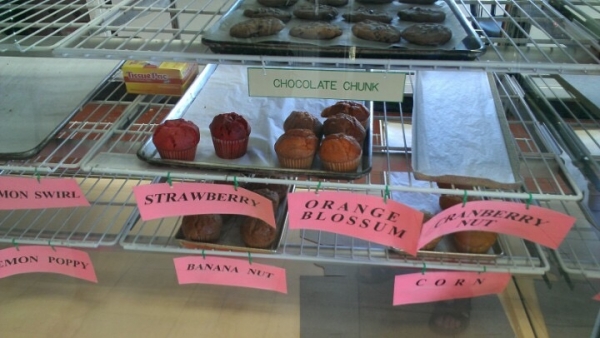 CHOCOLATE CHUNK
MON SWIRL
STRAWBERRY
ORANGE
BLOSSUM
CRANBERRY
NUT
EMON POPPY
BANANA NUT
CORN